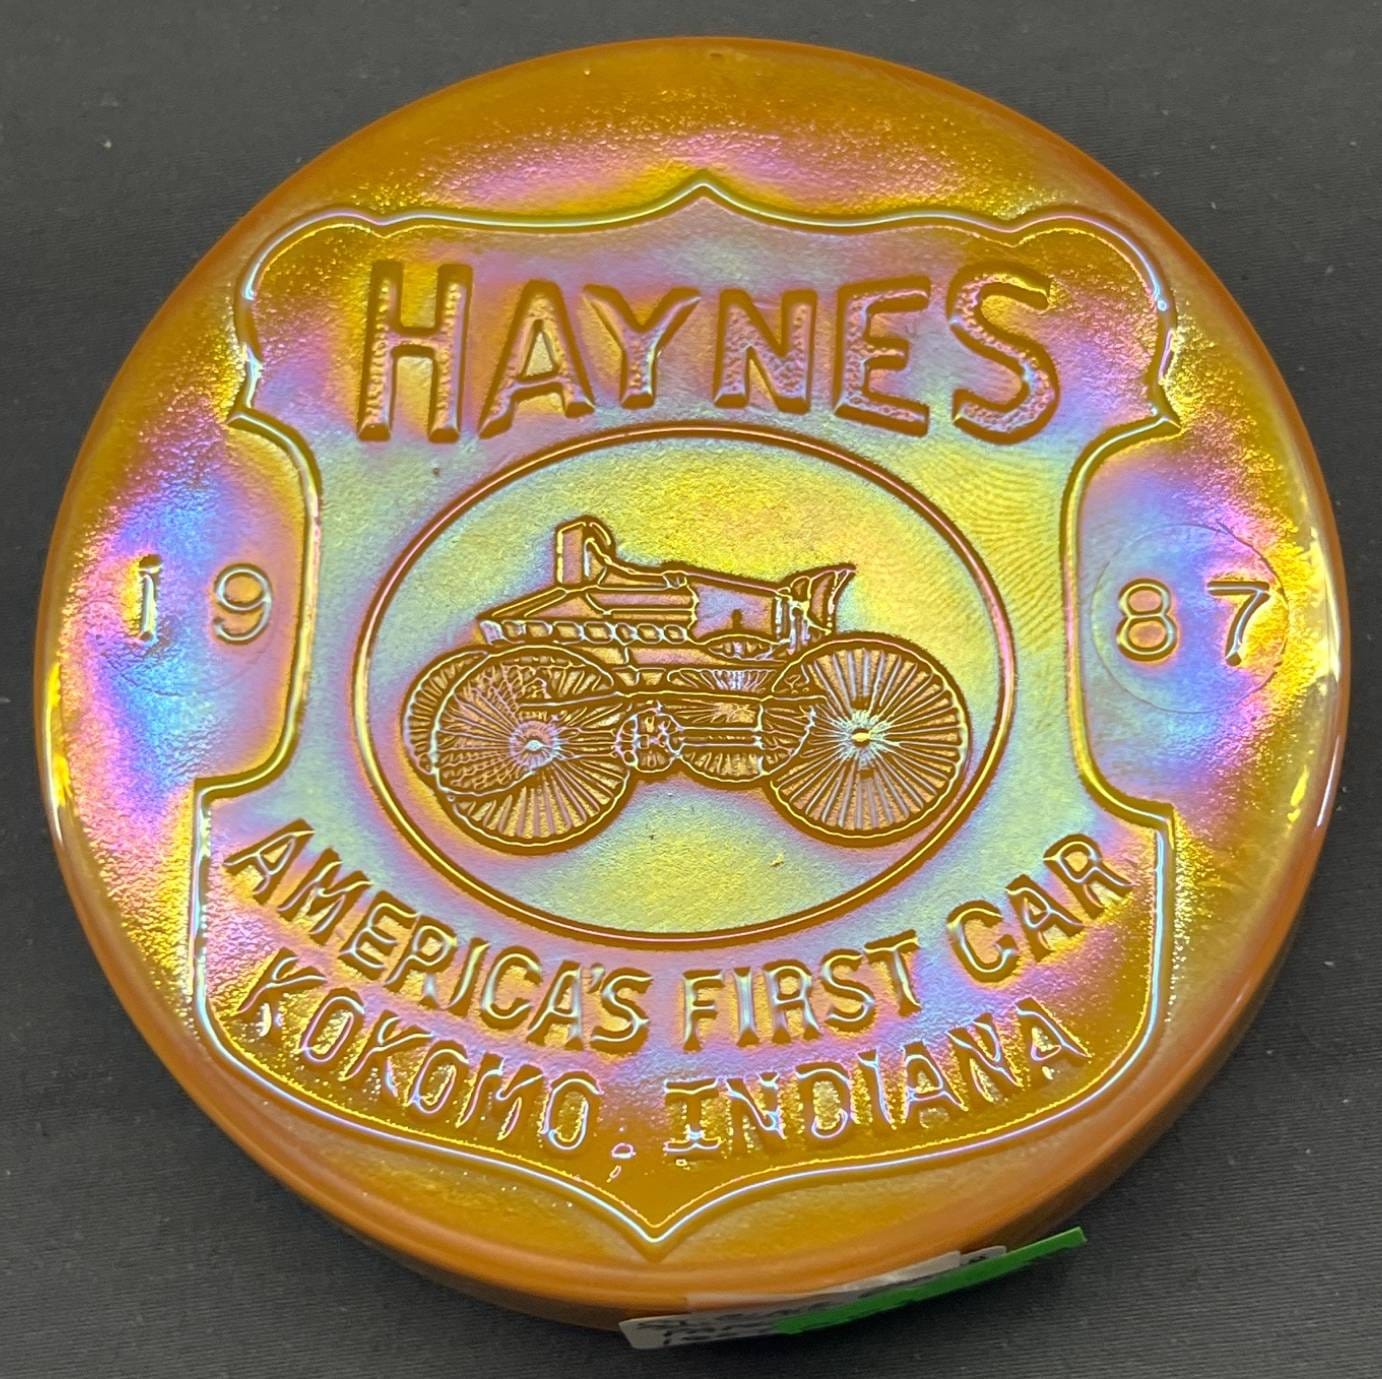 HAYNES
19 87
AMERICA'S FIRST CAR
KOKOMO, INDIANA